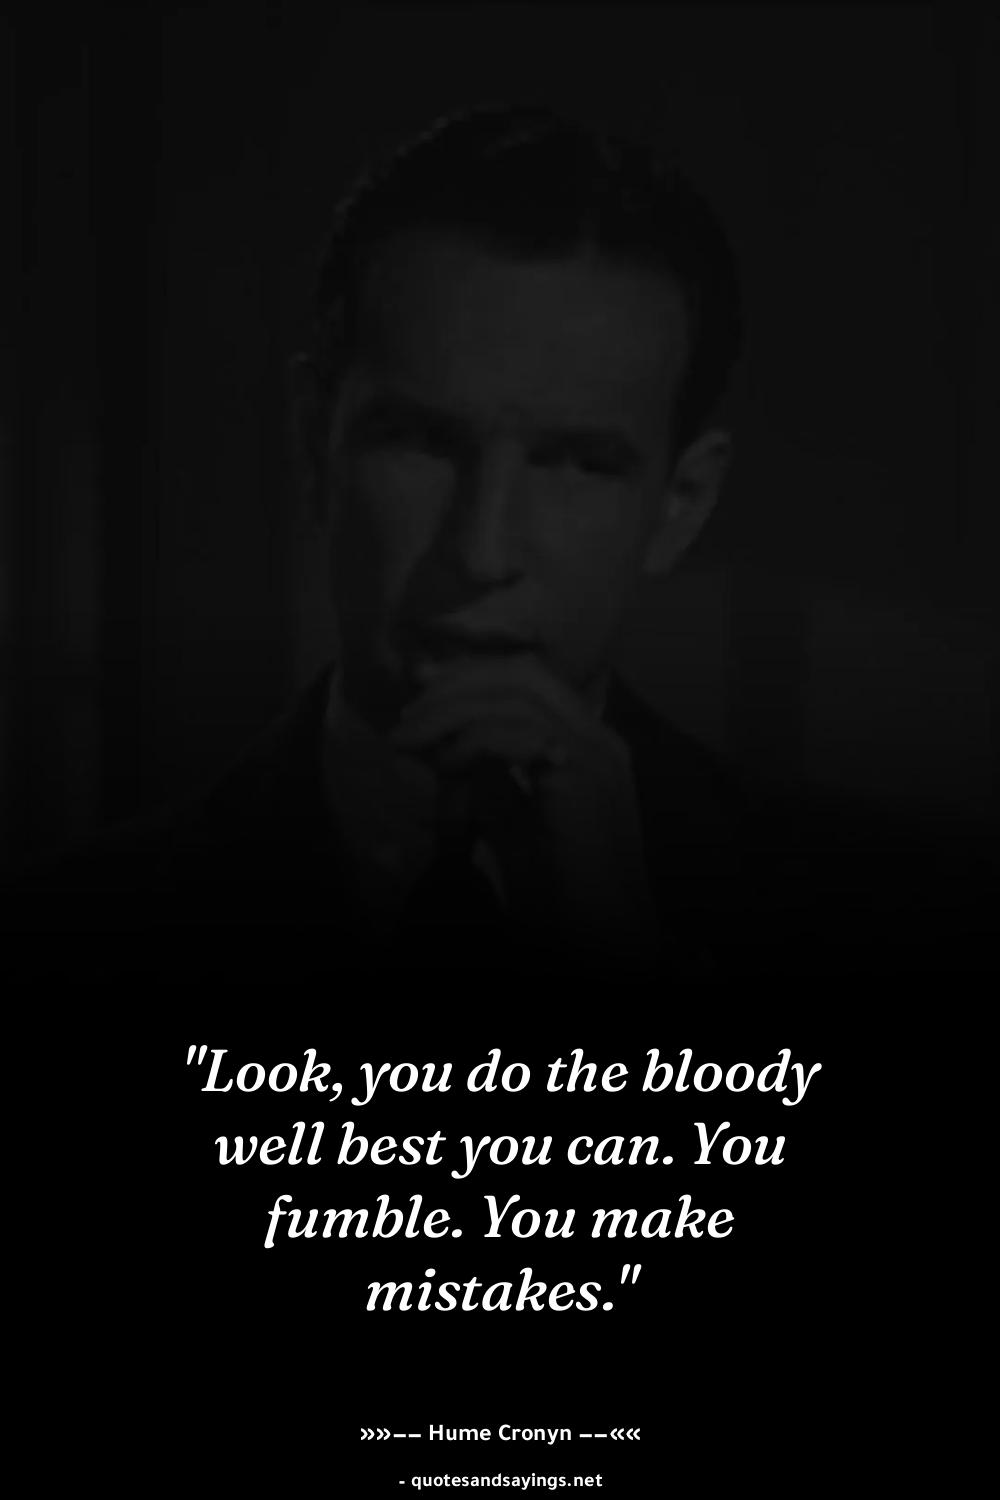 "Look, you do the bloody
well best you can. You
fumble. You make
mistakes."
»»–– Hume Cronyn ––««
- quotesandsayings.net